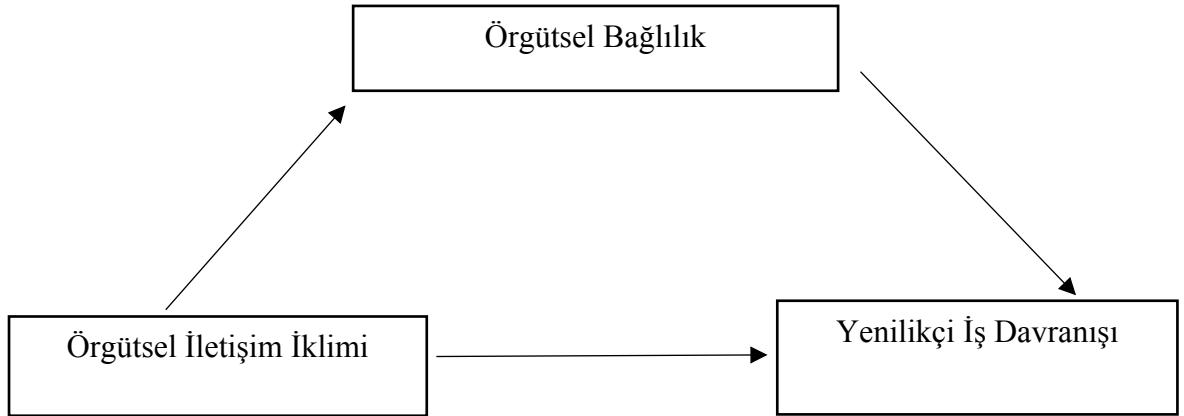 Örgütsel Bağlılık
Örgütsel İletişim İklimi
Yenilikçi İş Davranışı